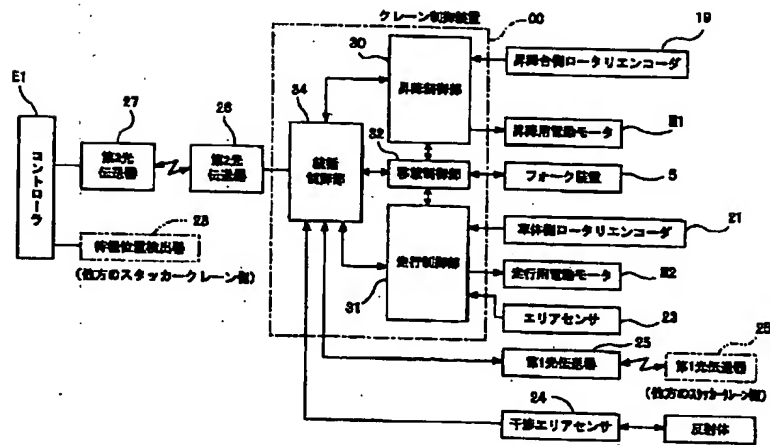 クレーン制御装置
00
E1
コントローラ
27
第2光
伝送器
26
第2光
伝送器
28
待機位置検出器
(他方のスタッカークレーン側)
34
統括
制御部
30
昇降制御部
32
移載制御部
走行制御部
31
19
昇降台側ロータリエンコーダ
昇降用電動モータ
M1
フォーク装置
5
車体側ロータリエンコーダ
21
走行用電動モータ
M2
エリアセンサ
23
25
第1光伝送器
25
第1光伝送器
(他方のスタッカークレーン側)
24
干渉エリアセンサ
反射体